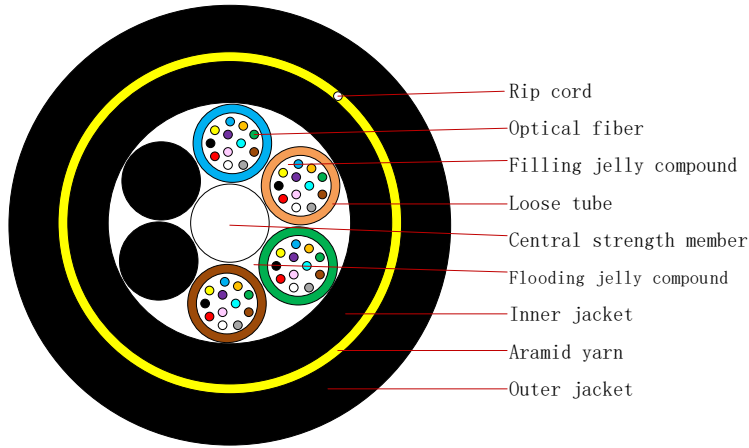 Rip cord
Optical fiber
Filling jelly compound
Loose tube
Central strength member
Flooding jelly compound
Inner jacket
Aramid yarn
Outer jacket